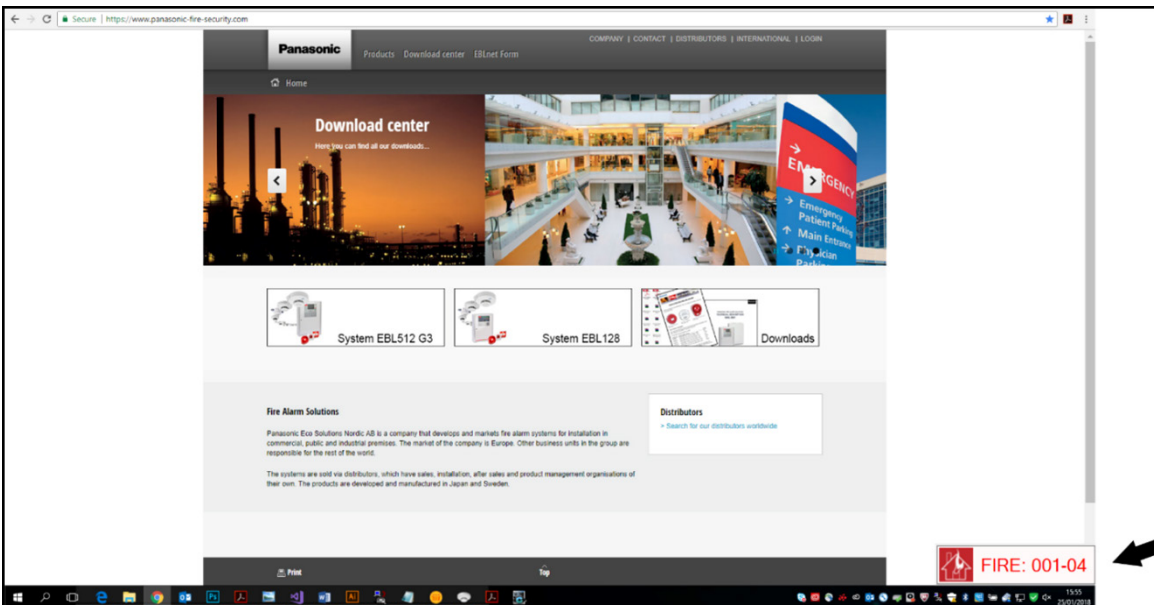 Secure | https://www.panasonic-fire-security.com
COMPANY | CONTACT | DISTRIBUTORS | INTERNATIONAL | LOGIN
Panasonic
Products Download center EBLnet Form
Home
Download center
Here you can find all our downloads...
EMERGENCY
Emergency
Patient Parking
Main Entrance
Physician
Parking
System EBL512 G3
System EBL128
Downloads
Fire Alarm Solutions
Panasonic Eco Solutions Nordic AB is a company that develops and markets fire alarm systems for installation in
commercial, public and industrial premises. The market of the company is Europe. Other business units in the group are
responsible for the rest of the world.
The systems are sold via distributors, which have sales, installation, after sales and product management organisations of
their own. The products are developed and manufactured in Japan and Sweden.
Distributors
> Search for our distributors worldwide
Print
Top
FIRE: 001-04
15:55
25/01/2018